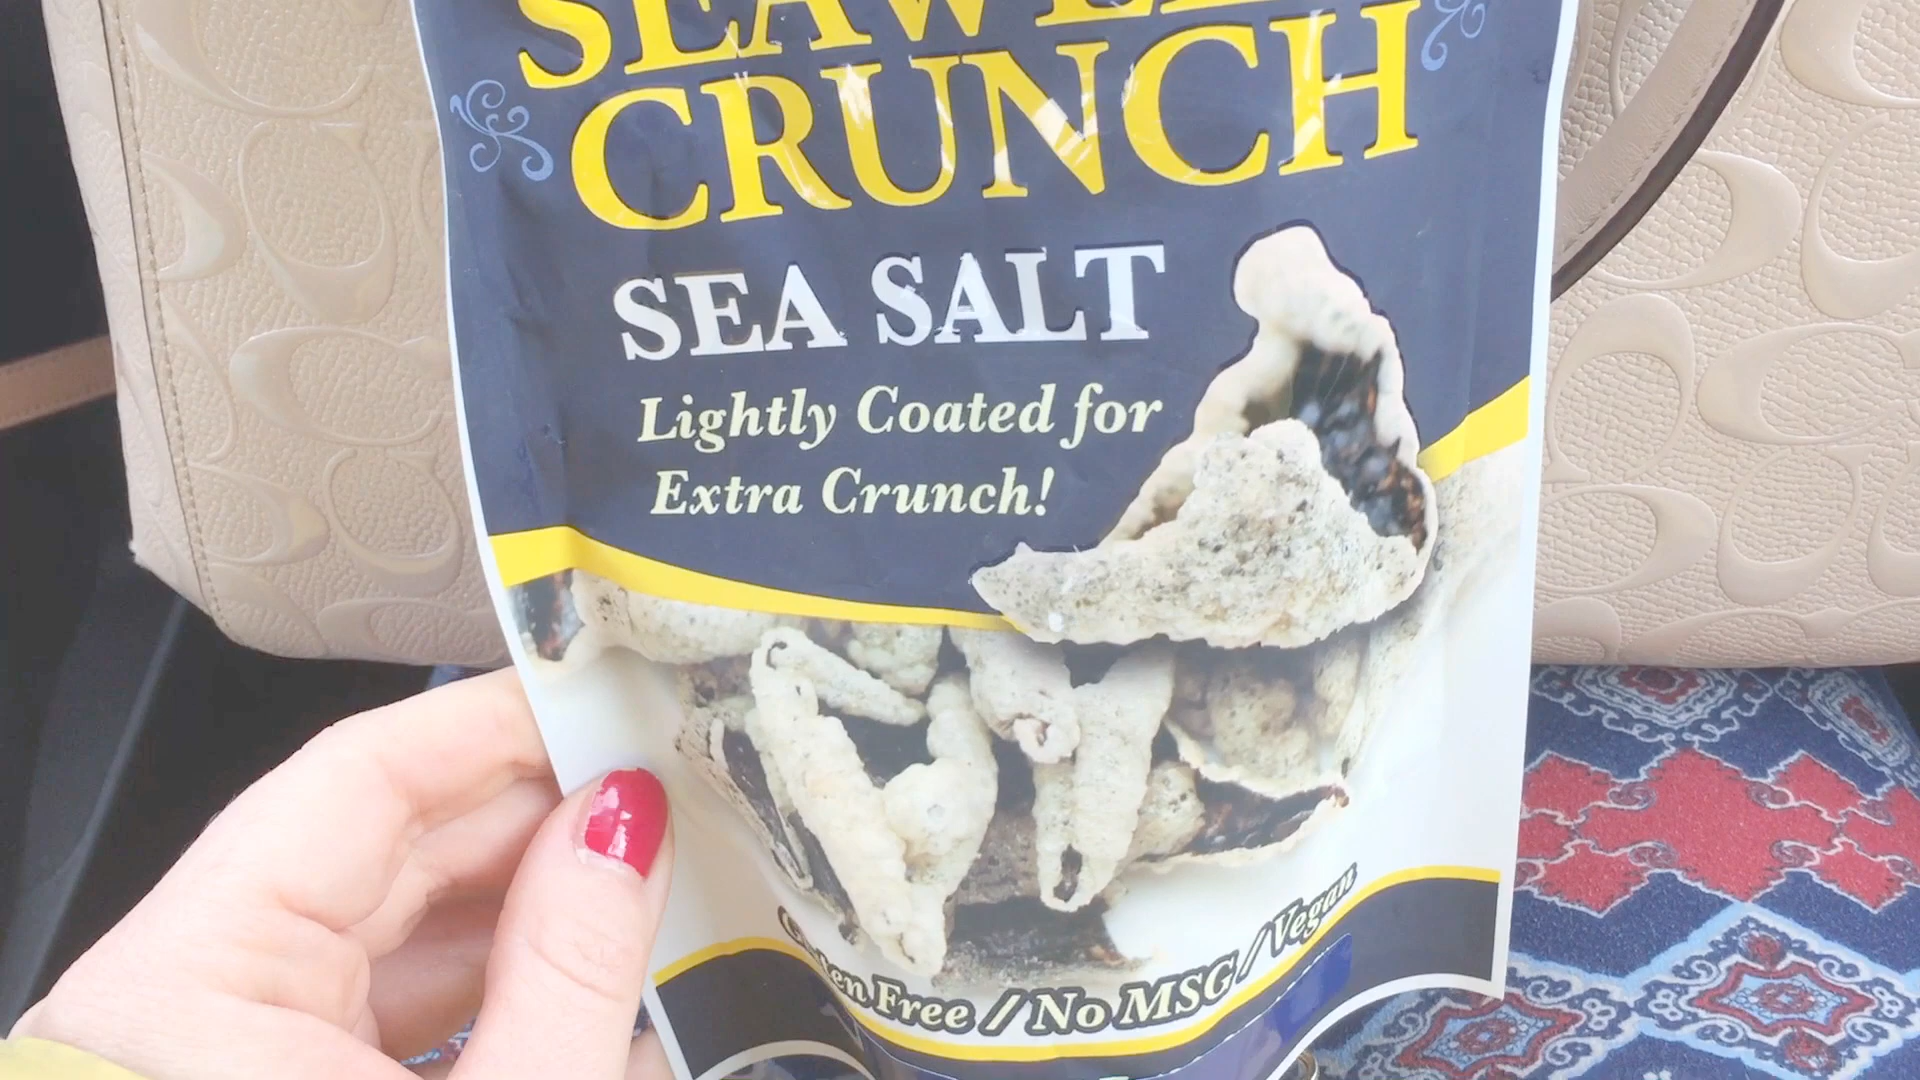 CRUNCH
SEA SALT
Lightly Coated for
Extra Crunch!
Free / No MSG / Vegan